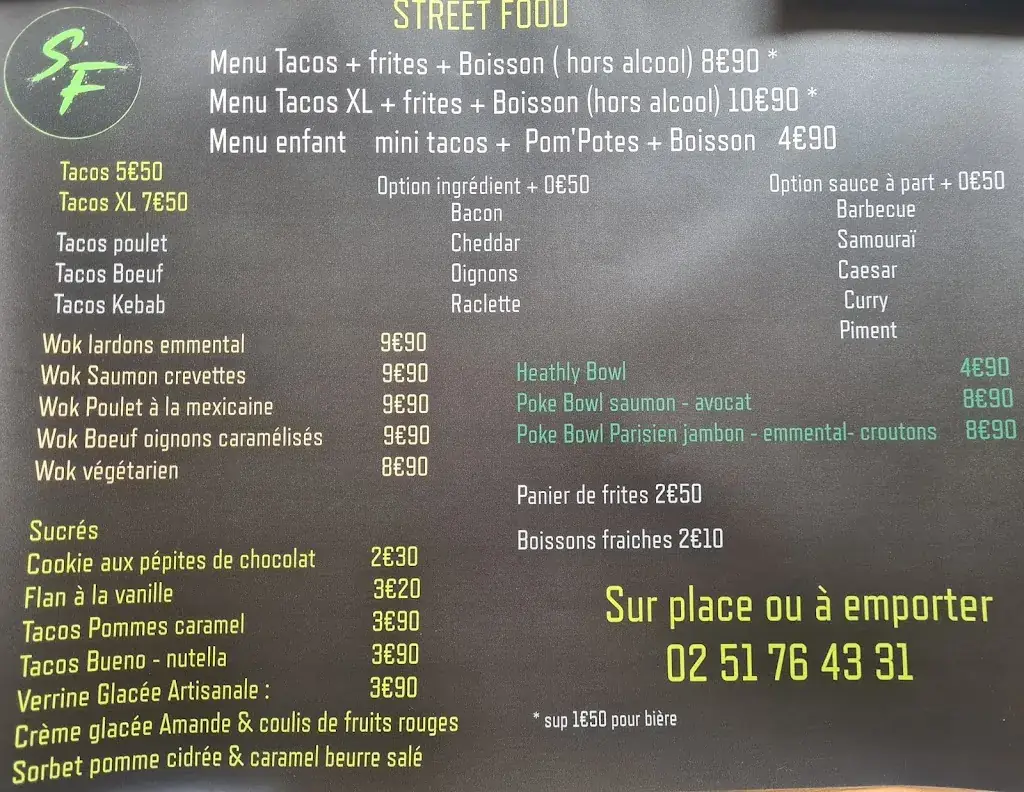 STREET FOOD
SF
Menu Tacos + frites + Boisson ( hors alcool) 8€90 *
Menu Tacos XL + frites + Boisson (hors alcool) 10€90 *
Menu enfant mini tacos + Pom'Potes + Boisson 4€90
Tacos 5€50
Tacos XL 7€50
Tacos poulet
Tacos Boeuf
Tacos Kebab
Option ingrédient + 0€50
Bacon
Cheddar
Oignons
Raclette
Option sauce à part + 0€50
Barbecue
Samouraï
Caesar
Curry
Piment
Wok lardons emmental 9€90
Wok Saumon crevettes 9€90
Wok Poulet à la mexicaine 9€90
Wok Boeuf oignons caramélisés 9€90
Wok végétarien 8€90
Heathly Bowl 4€90
Poke Bowl saumon - avocat 8€90
Poke Bowl Parisien jambon - emmental- croutons 8€90
Panier de frites 2€50
Boissons fraiches 2€10
Sucrés
Cookie aux pépites de chocolat 2€30
Flan à la vanille 3€20
Tacos Pommes caramel 3€90
Tacos Bueno - nutella 3€90
Verrine Glacée Artisanale : 3€90
Crème glacée Amande & coulis de fruits rouges
Sorbet pomme cidrée & caramel beurre salé
Sur place ou à emporter
02 51 76 43 31
* sup 1€50 pour bière